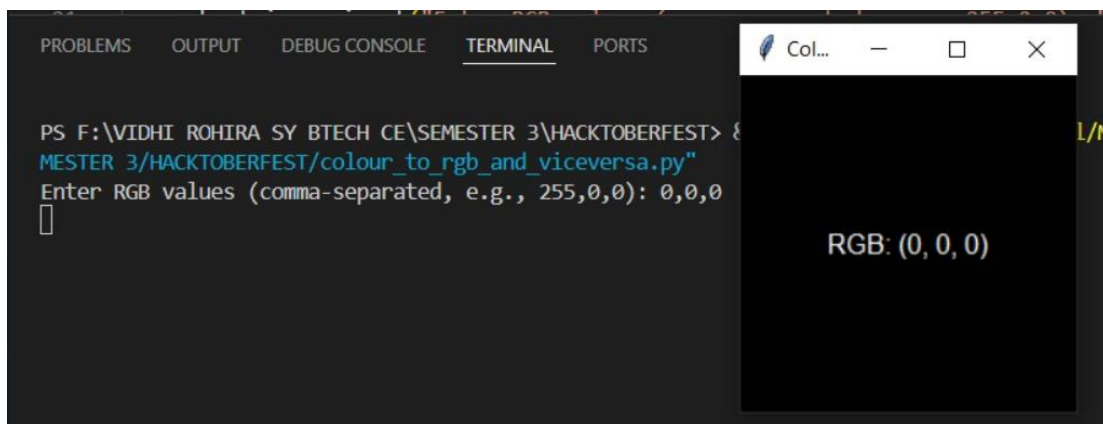 PROBLEMS OUTPUT DEBUG CONSOLE TERMINAL PORTS
Col...
PS F:\VIDHI ROHIRA SY BTECH CE\SEMESTER 3\HACKTOBERFEST>
MESTER 3/HACKTOBERFEST/colour_to_rgb_and_viceversa.py"
Enter RGB values (comma-separated, e.g., 255,0,0): 0,0,0
RGB: (0, 0, 0)